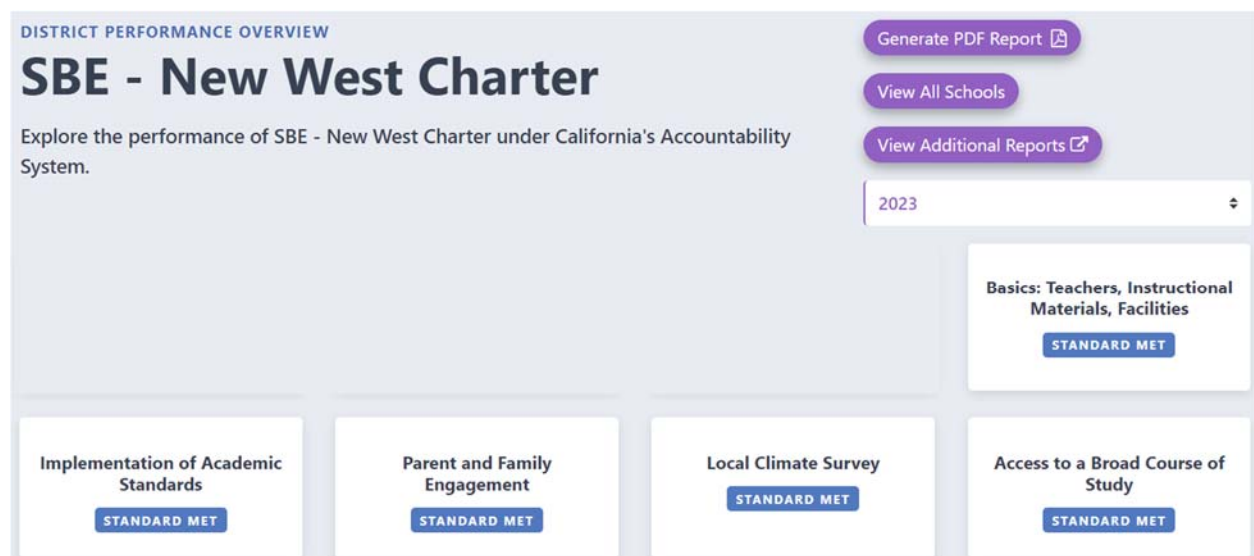 DISTRICT PERFORMANCE OVERVIEW
SBE - New West Charter
Explore the performance of SBE - New West Charter under California's Accountability
System.
Generate PDF Report
View All Schools
View Additional Reports
2023
Basics: Teachers, Instructional
Materials, Facilities
STANDARD MET
Implementation of Academic
Standards
STANDARD MET
Parent and Family
Engagement
STANDARD MET
Local Climate Survey
STANDARD MET
Access to a Broad Course of
Study
STANDARD MET